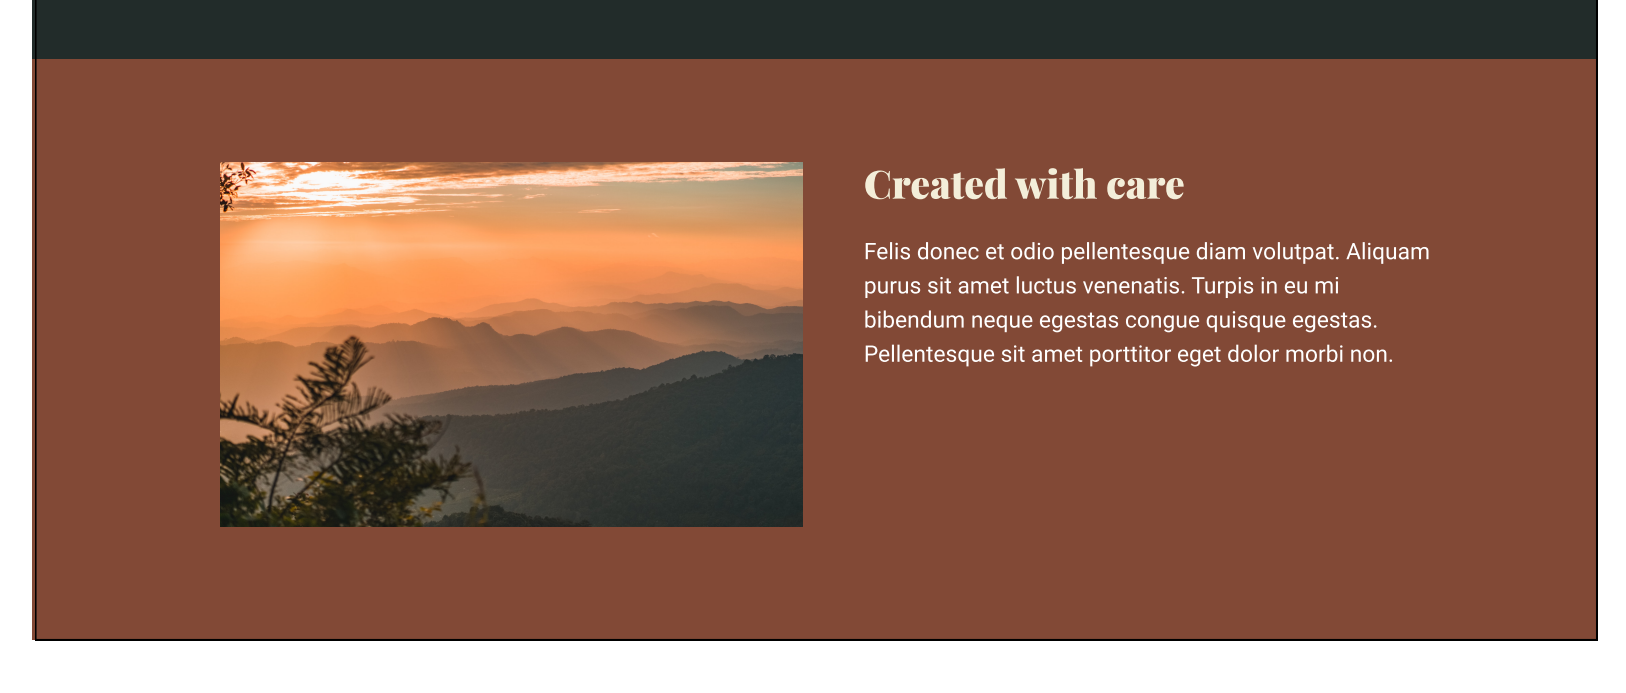 Created with care
Felis donec et odio pellentesque diam volutpat. Aliquam
purus sit amet luctus venenatis. Turpis in eu mi
bibendum neque egestas congue quisque egestas.
Pellentesque sit amet porttitor eget dolor morbi non.